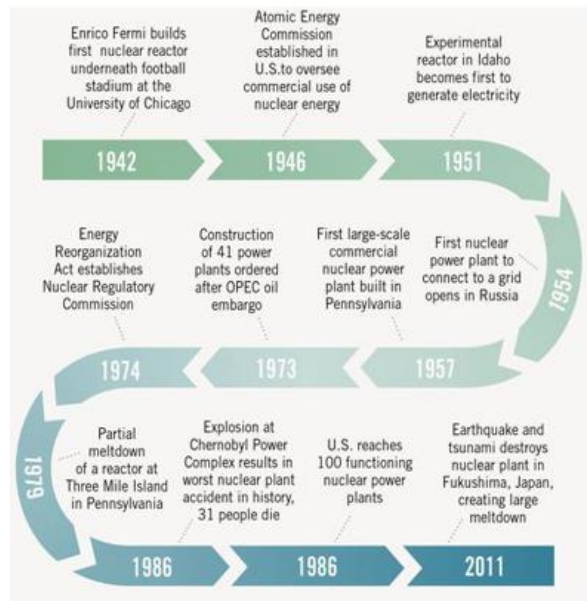 Enrico Fermi builds
first nuclear reactor
underneath football
stadium at the
University of Chicago
1942
Atomic Energy
Commission
established in
U.S.to oversee
commercial use of
nuclear energy
1946
Experimental
reactor in Idaho
becomes first to
generate electricity
1951
First nuclear
power plant to
connect to a grid
opens in Russia
1954
First large-scale
commercial
nuclear power
plant built in
Pennsylvania
1957
Construction
of 41 power
plants ordered
after OPEC oil
embargo
1973
Energy
Reorganization
Act establishes
Nuclear Regulatory
Commission
1974
Partial
meltdown
of a reactor at
Three Mile Island
in Pennsylvania
1979
Explosion at
Chernobyl Power
Complex results in
worst nuclear plant
accident in history,
31 people die
1986
U.S. reaches
100 functioning
nuclear power
plants
1986
Earthquake and
tsunami destroys
nuclear plant in
Fukushima, Japan,
creating large
meltdown
2011